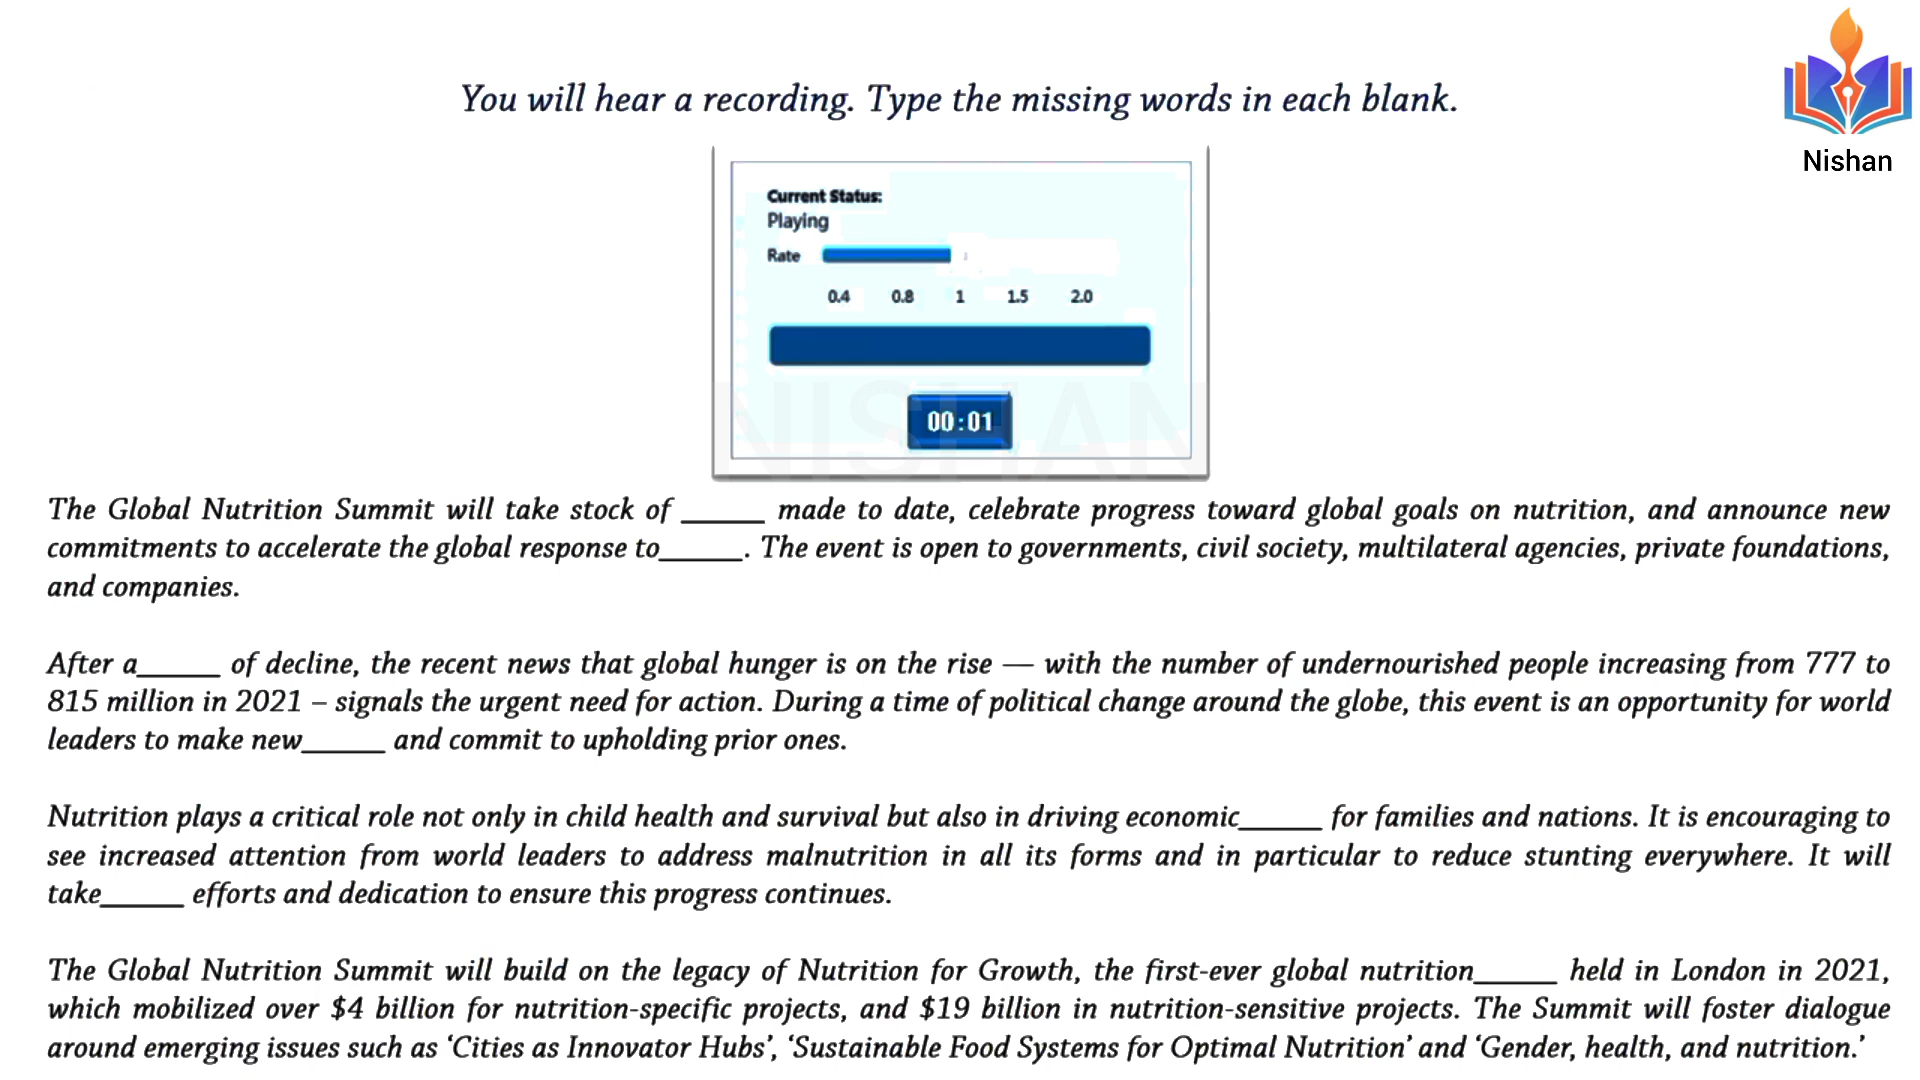 You will hear a recording. Type the missing words in each blank.
Nishan
Current Status:
Playing
Rate
0.4 0.8 1 1.5 2.0
NISHAN
00:01
The Global Nutrition Summit will take stock of ______ made to date, celebrate progress toward global goals on nutrition, and announce new
commitments to accelerate the global response to______. The event is open to governments, civil society, multilateral agencies, private foundations,
and companies.
After a______ of decline, the recent news that global hunger is on the rise — with the number of undernourished people increasing from 777 to
815 million in 2021 – signals the urgent need for action. During a time of political change around the globe, this event is an opportunity for world
leaders to make new______ and commit to upholding prior ones.
Nutrition plays a critical role not only in child health and survival but also in driving economic______ for families and nations. It is encouraging to
see increased attention from world leaders to address malnutrition in all its forms and in particular to reduce stunting everywhere. It will
take______ efforts and dedication to ensure this progress continues.
The Global Nutrition Summit will build on the legacy of Nutrition for Growth, the first-ever global nutrition______ held in London in 2021,
which mobilized over $4 billion for nutrition-specific projects, and $19 billion in nutrition-sensitive projects. The Summit will foster dialogue
around emerging issues such as ‘Cities as Innovator Hubs’, ‘Sustainable Food Systems for Optimal Nutrition’ and ‘Gender, health, and nutrition.’